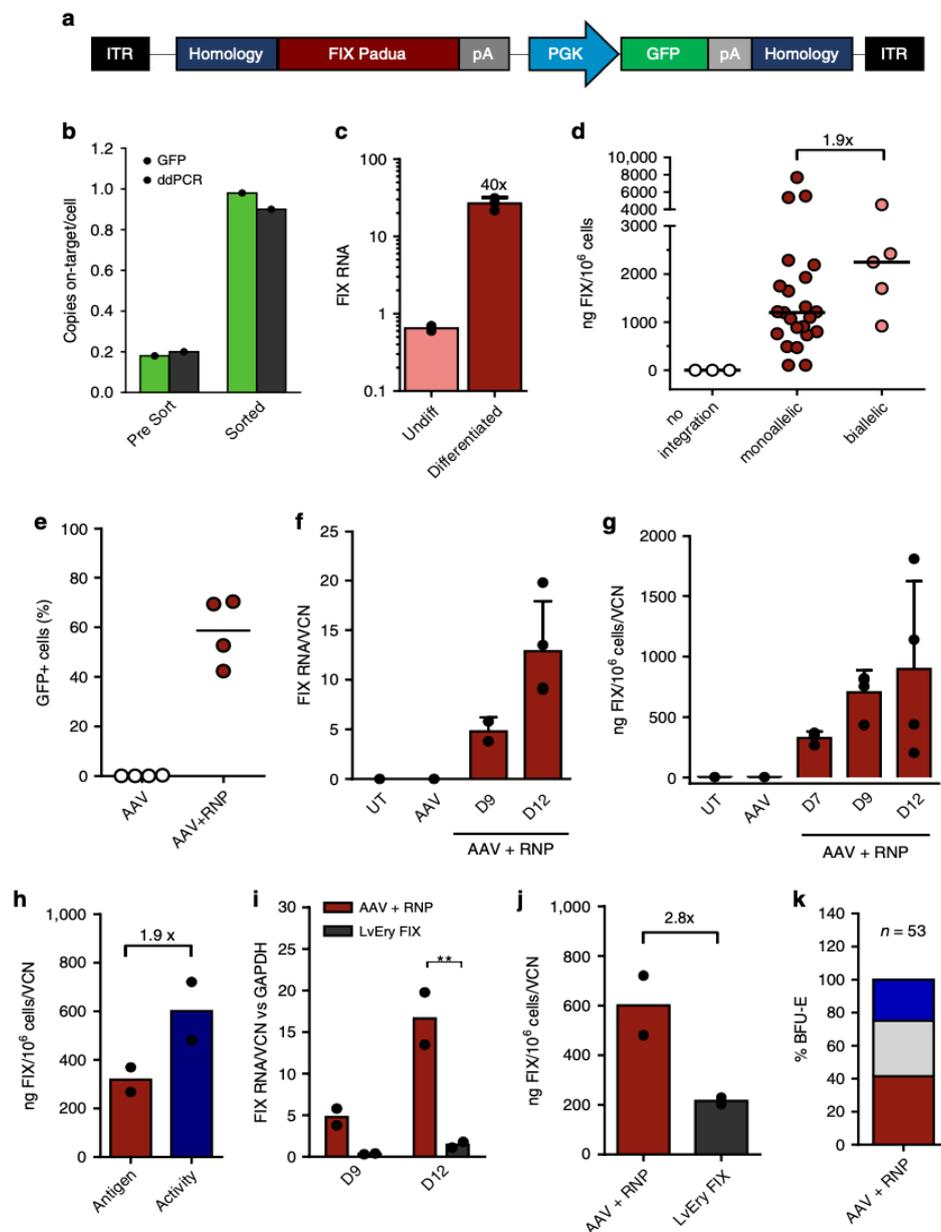 a
ITR Homology FIX Padua pA PGK GFP pA Homology ITR
b
Copies on-target/cell
1.2
1.0
0.8
0.6
0.4
0.2
0.0
GFP
ddPCR
Pre Sort
Sorted
c
FIX RNA
100
10
1
0.1
40x
Undiff
Differentiated
d
ng FIX/10⁶ cells
10,000
8000
6000
4000
3000
2000
1000
0
1.9x
no
integration
monoallelic
biallelic
e
GFP+ cells (%)
100
80
60
40
20
0
AAV
AAV+RNP
f
FIX RNA/VCN
25
20
15
10
5
0
UT
AAV
D9
D12
AAV + RNP
g
ng FIX/10⁶ cells/VCN
2000
1500
1000
500
0
UT
AAV
D7
D9
D12
AAV + RNP
h
ng FIX/10⁶ cells/VCN
1,000
800
600
400
200
0
1.9 x
Antigen
Activity
i
FIX RNA/VCN vs GAPDH
30
25
20
15
10
5
0
AAV + RNP
LvEry FIX
**
D9
D12
j
ng FIX/10⁶ cells/VCN
1,000
800
600
400
200
0
2.8x
AAV + RNP
LvEry FIX
k
% BFU-E
140
120
100
80
60
40
20
0
n = 53
AAV + RNP